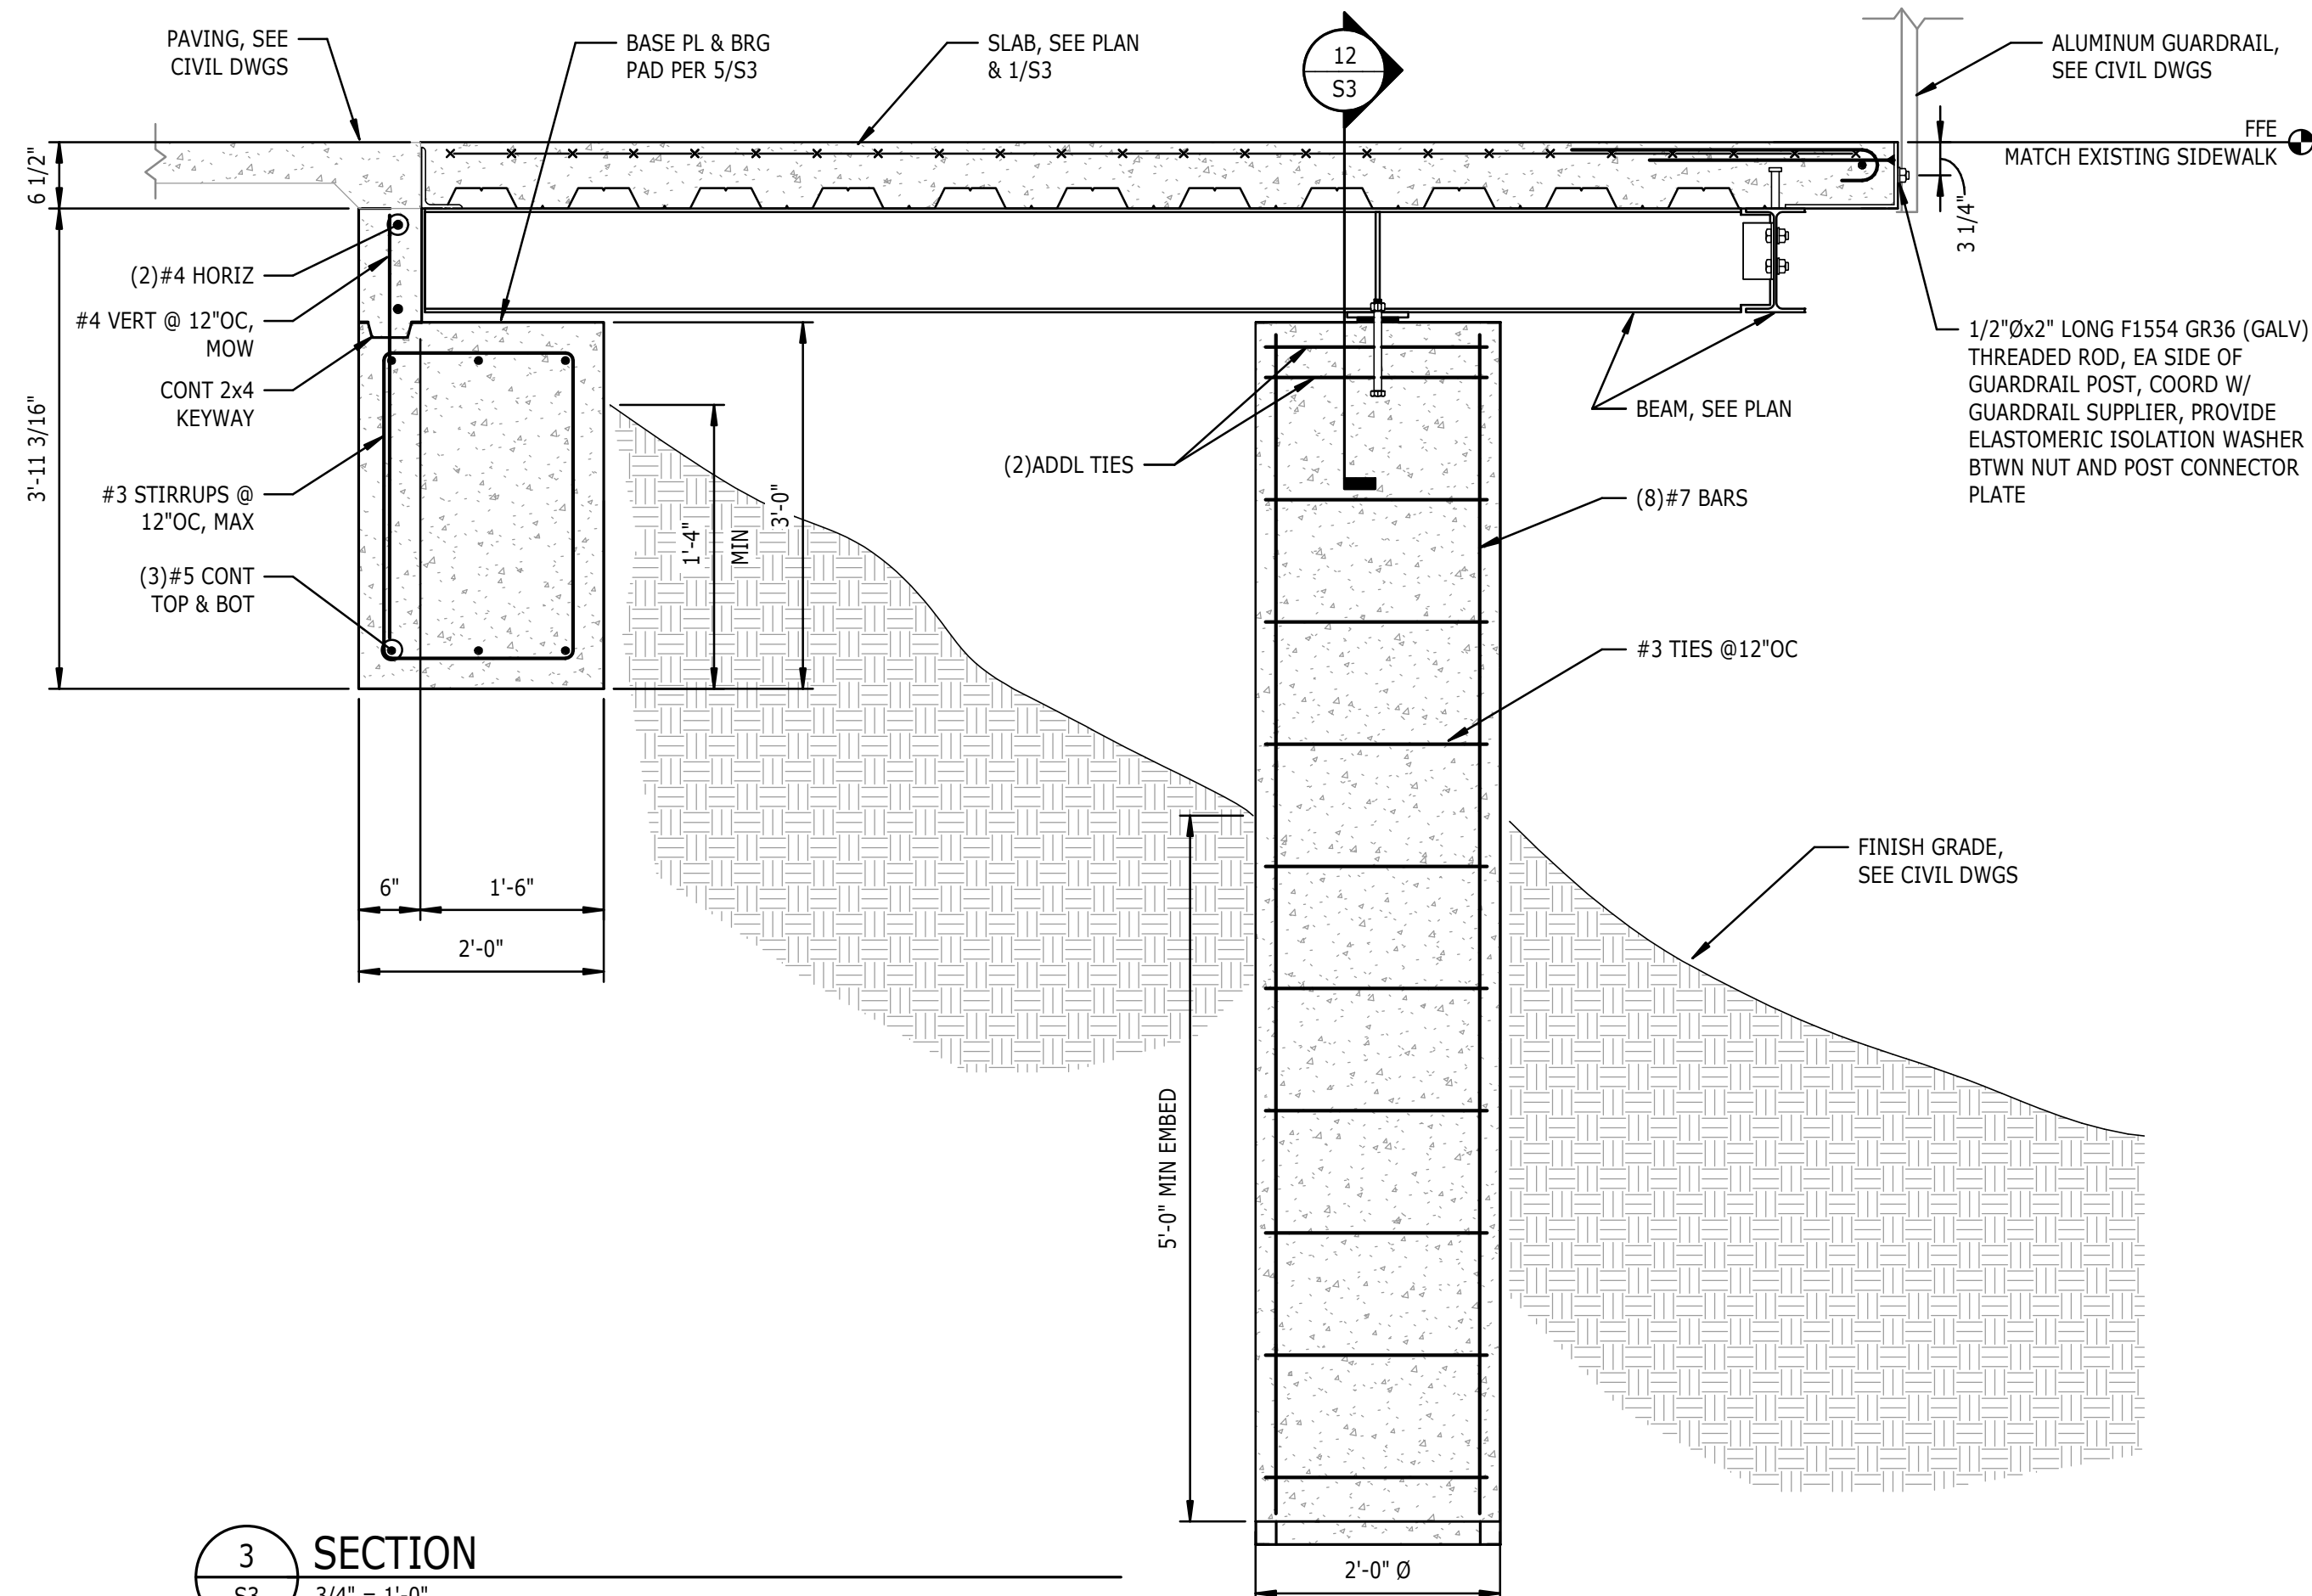 PAVING, SEE
CIVIL DWGS
BASE PL & BRG
PAD PER 5/S3
SLAB, SEE PLAN
& 1/S3
12
S3
ALUMINUM GUARDRAIL,
SEE CIVIL DWGS
FFE
MATCH EXISTING SIDEWALK
6 1/2"
3 1/4"
(2)#4 HORIZ
#4 VERT @ 12"OC,
MOW
CONT 2x4
KEYWAY
3'-11 3/16"
#3 STIRRUPS @
12"OC, MAX
(3)#5 CONT
TOP & BOT
1'-4"
MIN
3'-0"
(2)ADDL TIES
BEAM, SEE PLAN
1/2"Øx2" LONG F1554 GR36 (GALV)
THREADED ROD, EA SIDE OF
GUARDRAIL POST, COORD W/
GUARDRAIL SUPPLIER, PROVIDE
ELASTOMERIC ISOLATION WASHER
BTWN NUT AND POST CONNECTOR
PLATE
(8)#7 BARS
#3 TIES @12"OC
FINISH GRADE,
SEE CIVIL DWGS
6"
1'-6"
2'-0"
5'-0" MIN EMBED
2'-0" Ø
3
S3
SECTION
3/4" = 1'-0"